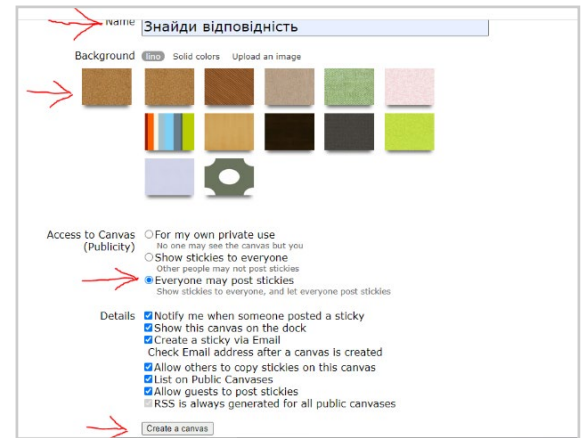 Name Знайди відповідність
Background lino Solid colors Upload an image
Access to Canvas (Publicity)
For my own private use
No one may see the canvas but you
Show stickies to everyone
Other people may not post stickies
Everyone may post stickies
Show stickies to everyone, and let everyone post stickies
Details
Notify me when someone posted a sticky
Show this canvas on the dock
Create a sticky via Email
Check Email address after a canvas is created
Allow others to copy stickies on this canvas
List on Public Canvases
Allow guests to post stickies
RSS is always generated for all public canvases
Create a canvas